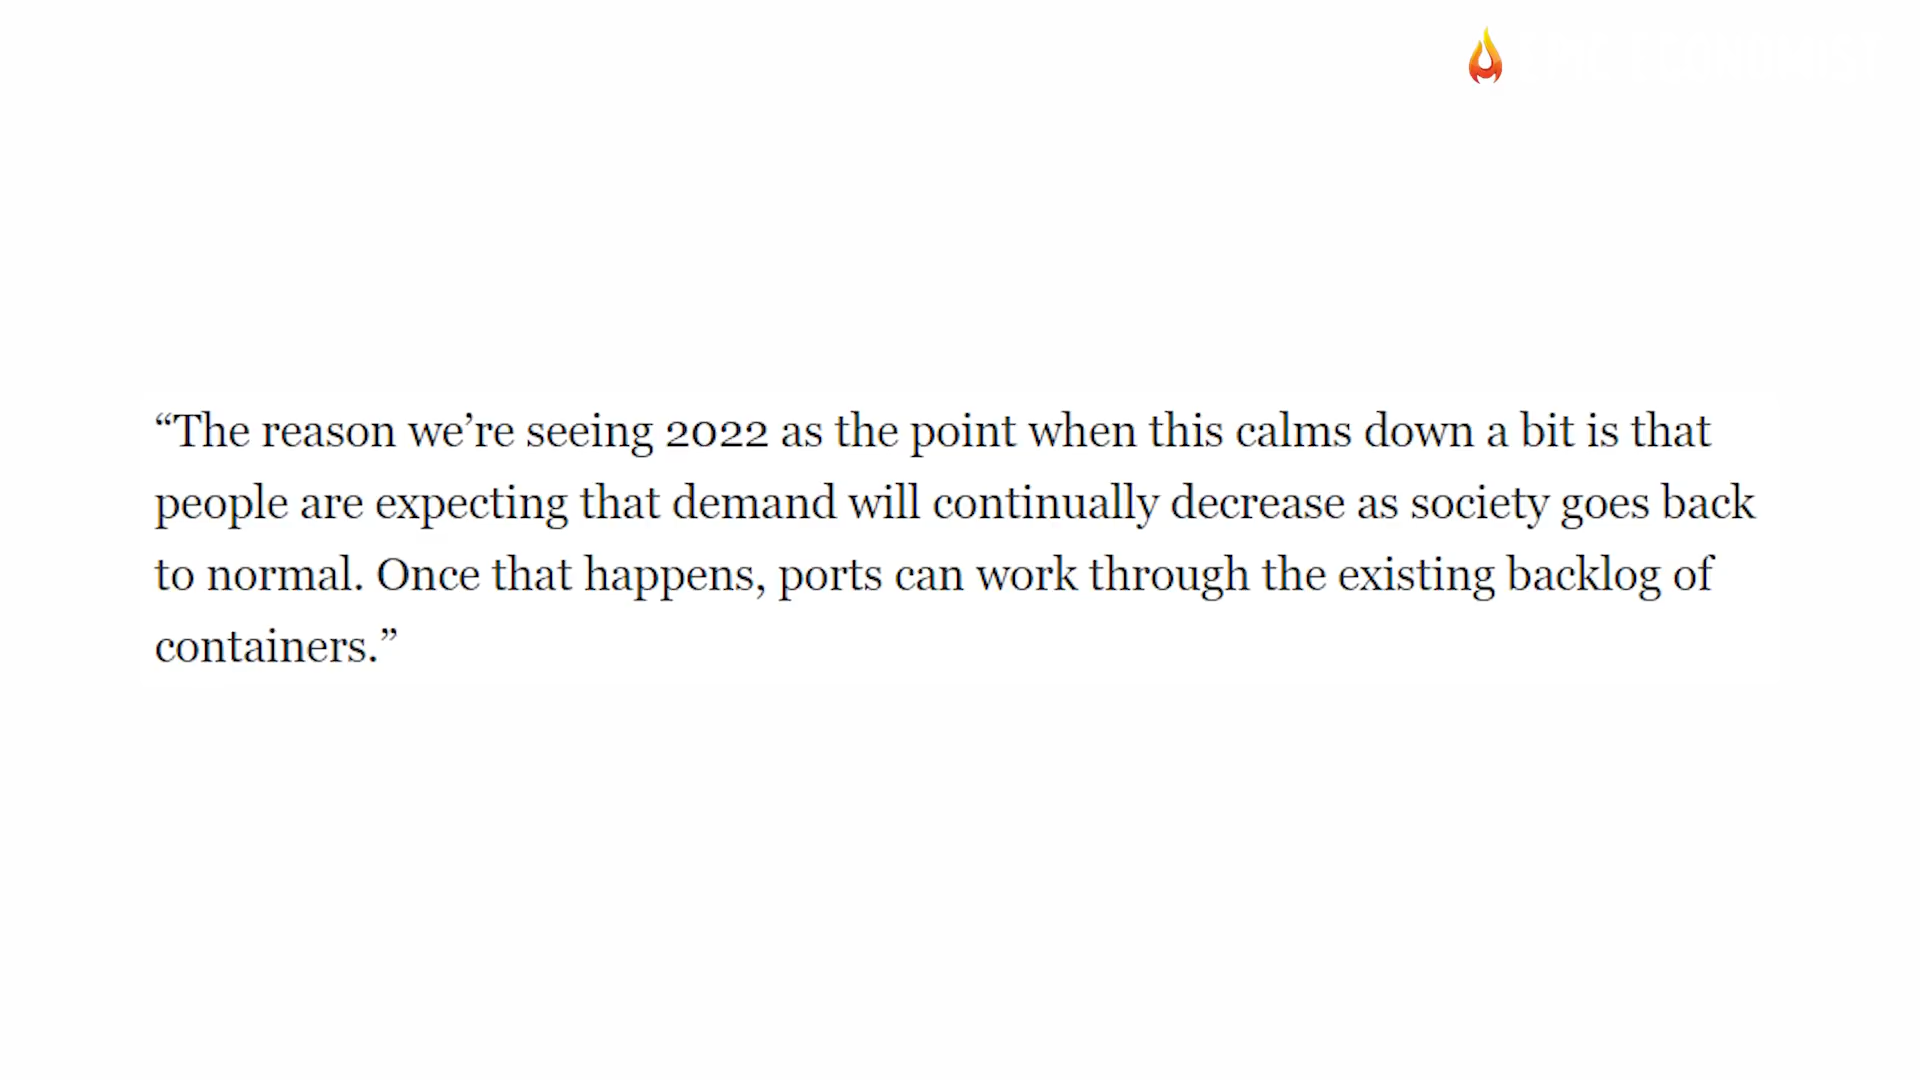 “The reason we’re seeing 2022 as the point when this calms down a bit is that
people are expecting that demand will continually decrease as society goes back
to normal. Once that happens, ports can work through the existing backlog of
containers.”